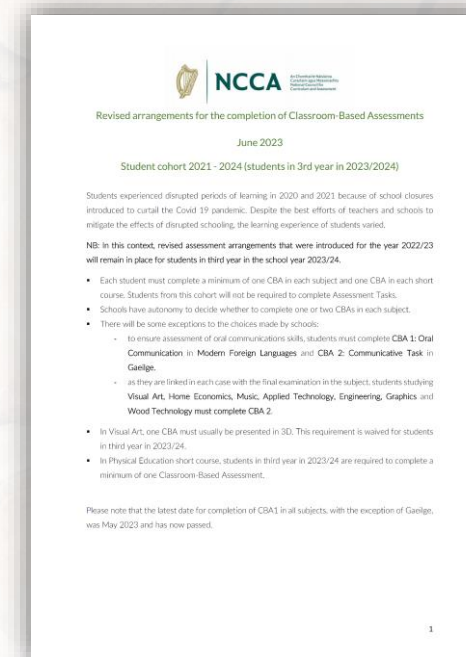 NCCA
Revised arrangements for the completion of Classroom-Based Assessments
June 2023
Student cohort 2021 - 2024 (students in 3rd year in 2023/2024)
Students experienced disrupted periods of learning in 2020 and 2021 because of school closures
introduced to curtail the Covid 19 pandemic. Despite the best efforts of teachers and schools to
mitigate the effects of disrupted schooling, the learning experience of students varied.
NB: In this context, revised assessment arrangements that were introduced for the year 2022/23
will remain in place for students in third year in the school year 2023/24.
▪ Each student must complete a minimum of one CBA in each subject and one CBA in each short
course. Students from this cohort will not be required to complete Assessment Tasks.
▪ Schools have autonomy to decide whether to complete one or two CBAs in each subject.
▪ There will be some exceptions to the choices made by schools:
- to ensure assessment of oral communications skills, students must complete CBA 1: Oral
Communication in Modern Foreign Languages and CBA 2: Communicative Task in
Gaeilge.
- as they are linked in each case with the final examination in the subject, students studying
Visual Art, Home Economics, Music, Applied Technology, Engineering, Graphics and
Wood Technology must complete CBA 2.
▪ In Visual Art, one CBA must usually be presented in 3D. This requirement is waived for students
in third year in 2023/24.
▪ In Physical Education short course, students in third year in 2023/24 are required to complete a
minimum of one Classroom-Based Assessment.
Please note that the latest date for completion of CBA1 in all subjects, with the exception of Gaeilge,
was May 2023 and has now passed.
1